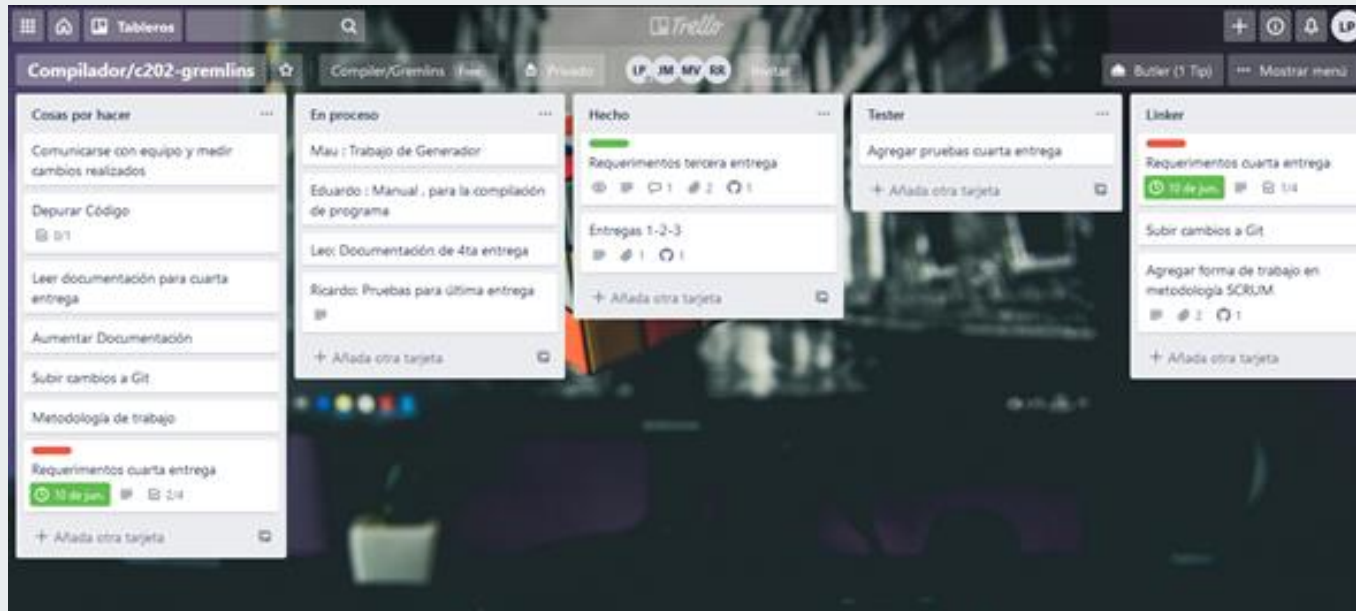 Tableros
Trello
LP
Compilador/c202-gremlins
Compiler/Gremlins Free
Privado
LP JM MV RR
Invitar
Butler (1 Tip)
Mostrar menú
Cosas por hacer
Comunicarse con equipo y medir
cambios realizados
Depurar Código
0/1
Leer documentación para cuarta
entrega
Aumentar Documentación
Subir cambios a Git
Metodología de trabajo
Requerimentos cuarta entrega
10 de jun.
2/4
+ Añada otra tarjeta
En proceso
Mau : Trabajo de Generador
Eduardo : Manual , para la compilación
de programa
Leo: Documentación de 4ta entrega
Ricardo: Pruebas para última entrega
+ Añada otra tarjeta
Hecho
Requerimentos tercera entrega
1 2 1
Entregas 1-2-3
1 1
+ Añada otra tarjeta
Tester
Agregar pruebas cuarta entrega
+ Añada otra tarjeta
Linker
Requerimentos cuarta entrega
10 de jun.
1/4
Subir cambios a Git
Agregar forma de trabajo en
metodología SCRUM
2 1
+ Añada otra tarjeta